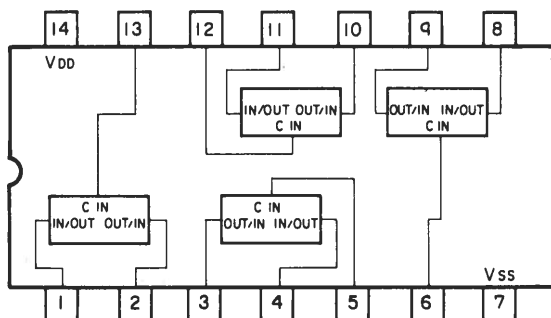 14 13 12 11 10 9 8
VDD
IN/OUT OUT/IN
C IN
OUT/IN IN/OUT
C IN
C IN
IN/OUT OUT/IN
C IN
OUT/IN IN/OUT
VSS
1 2 3 4 5 6 7